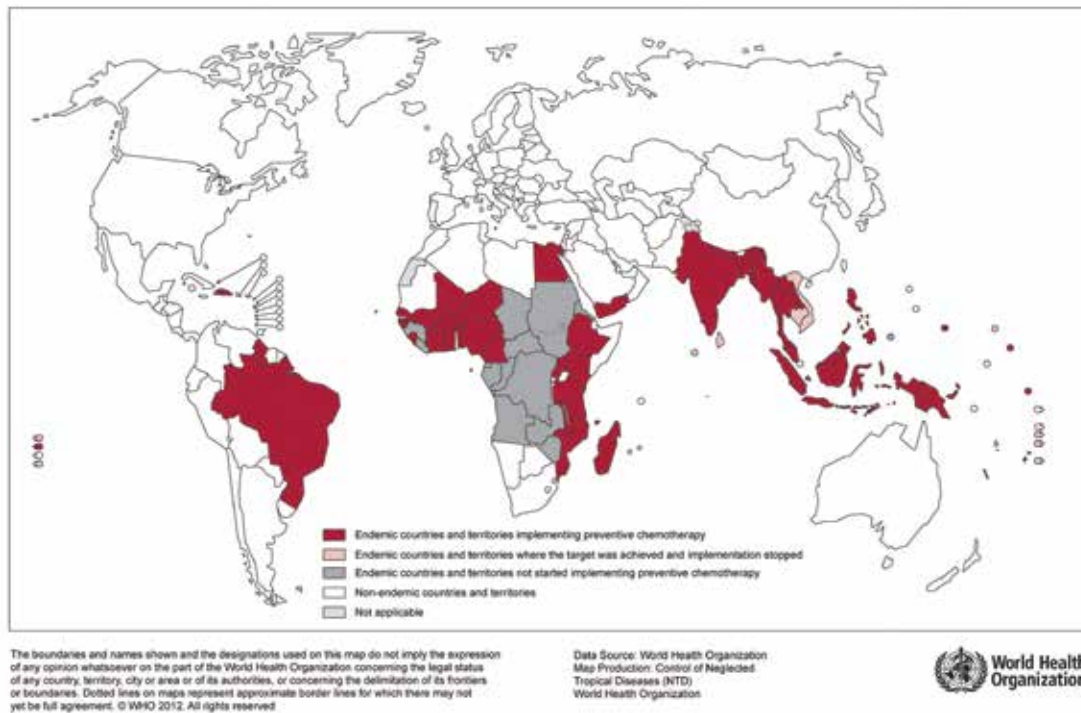 Endemic countries and territories implementing preventive chemotherapy
Endemic countries and territories where the target was achieved and implementation stopped
Endemic countries and territories not started implementing preventive chemotherapy
Non-endemic countries and territories
Not applicable
The boundaries and names shown and the designations used on this map do not imply the expression
of any opinion whatsoever on the part of the World Health Organization concerning the legal status
of any country, territory, city or area or of its authorities, or concerning the delimitation of its frontiers
or boundaries. Dotted lines on maps represent approximate border lines for which there may not
yet be full agreement. © WHO 2012. All rights reserved
Data Source: World Health Organization
Map Production: Control of Neglected
Tropical Diseases (NTD)
World Health Organization
World Health
Organization